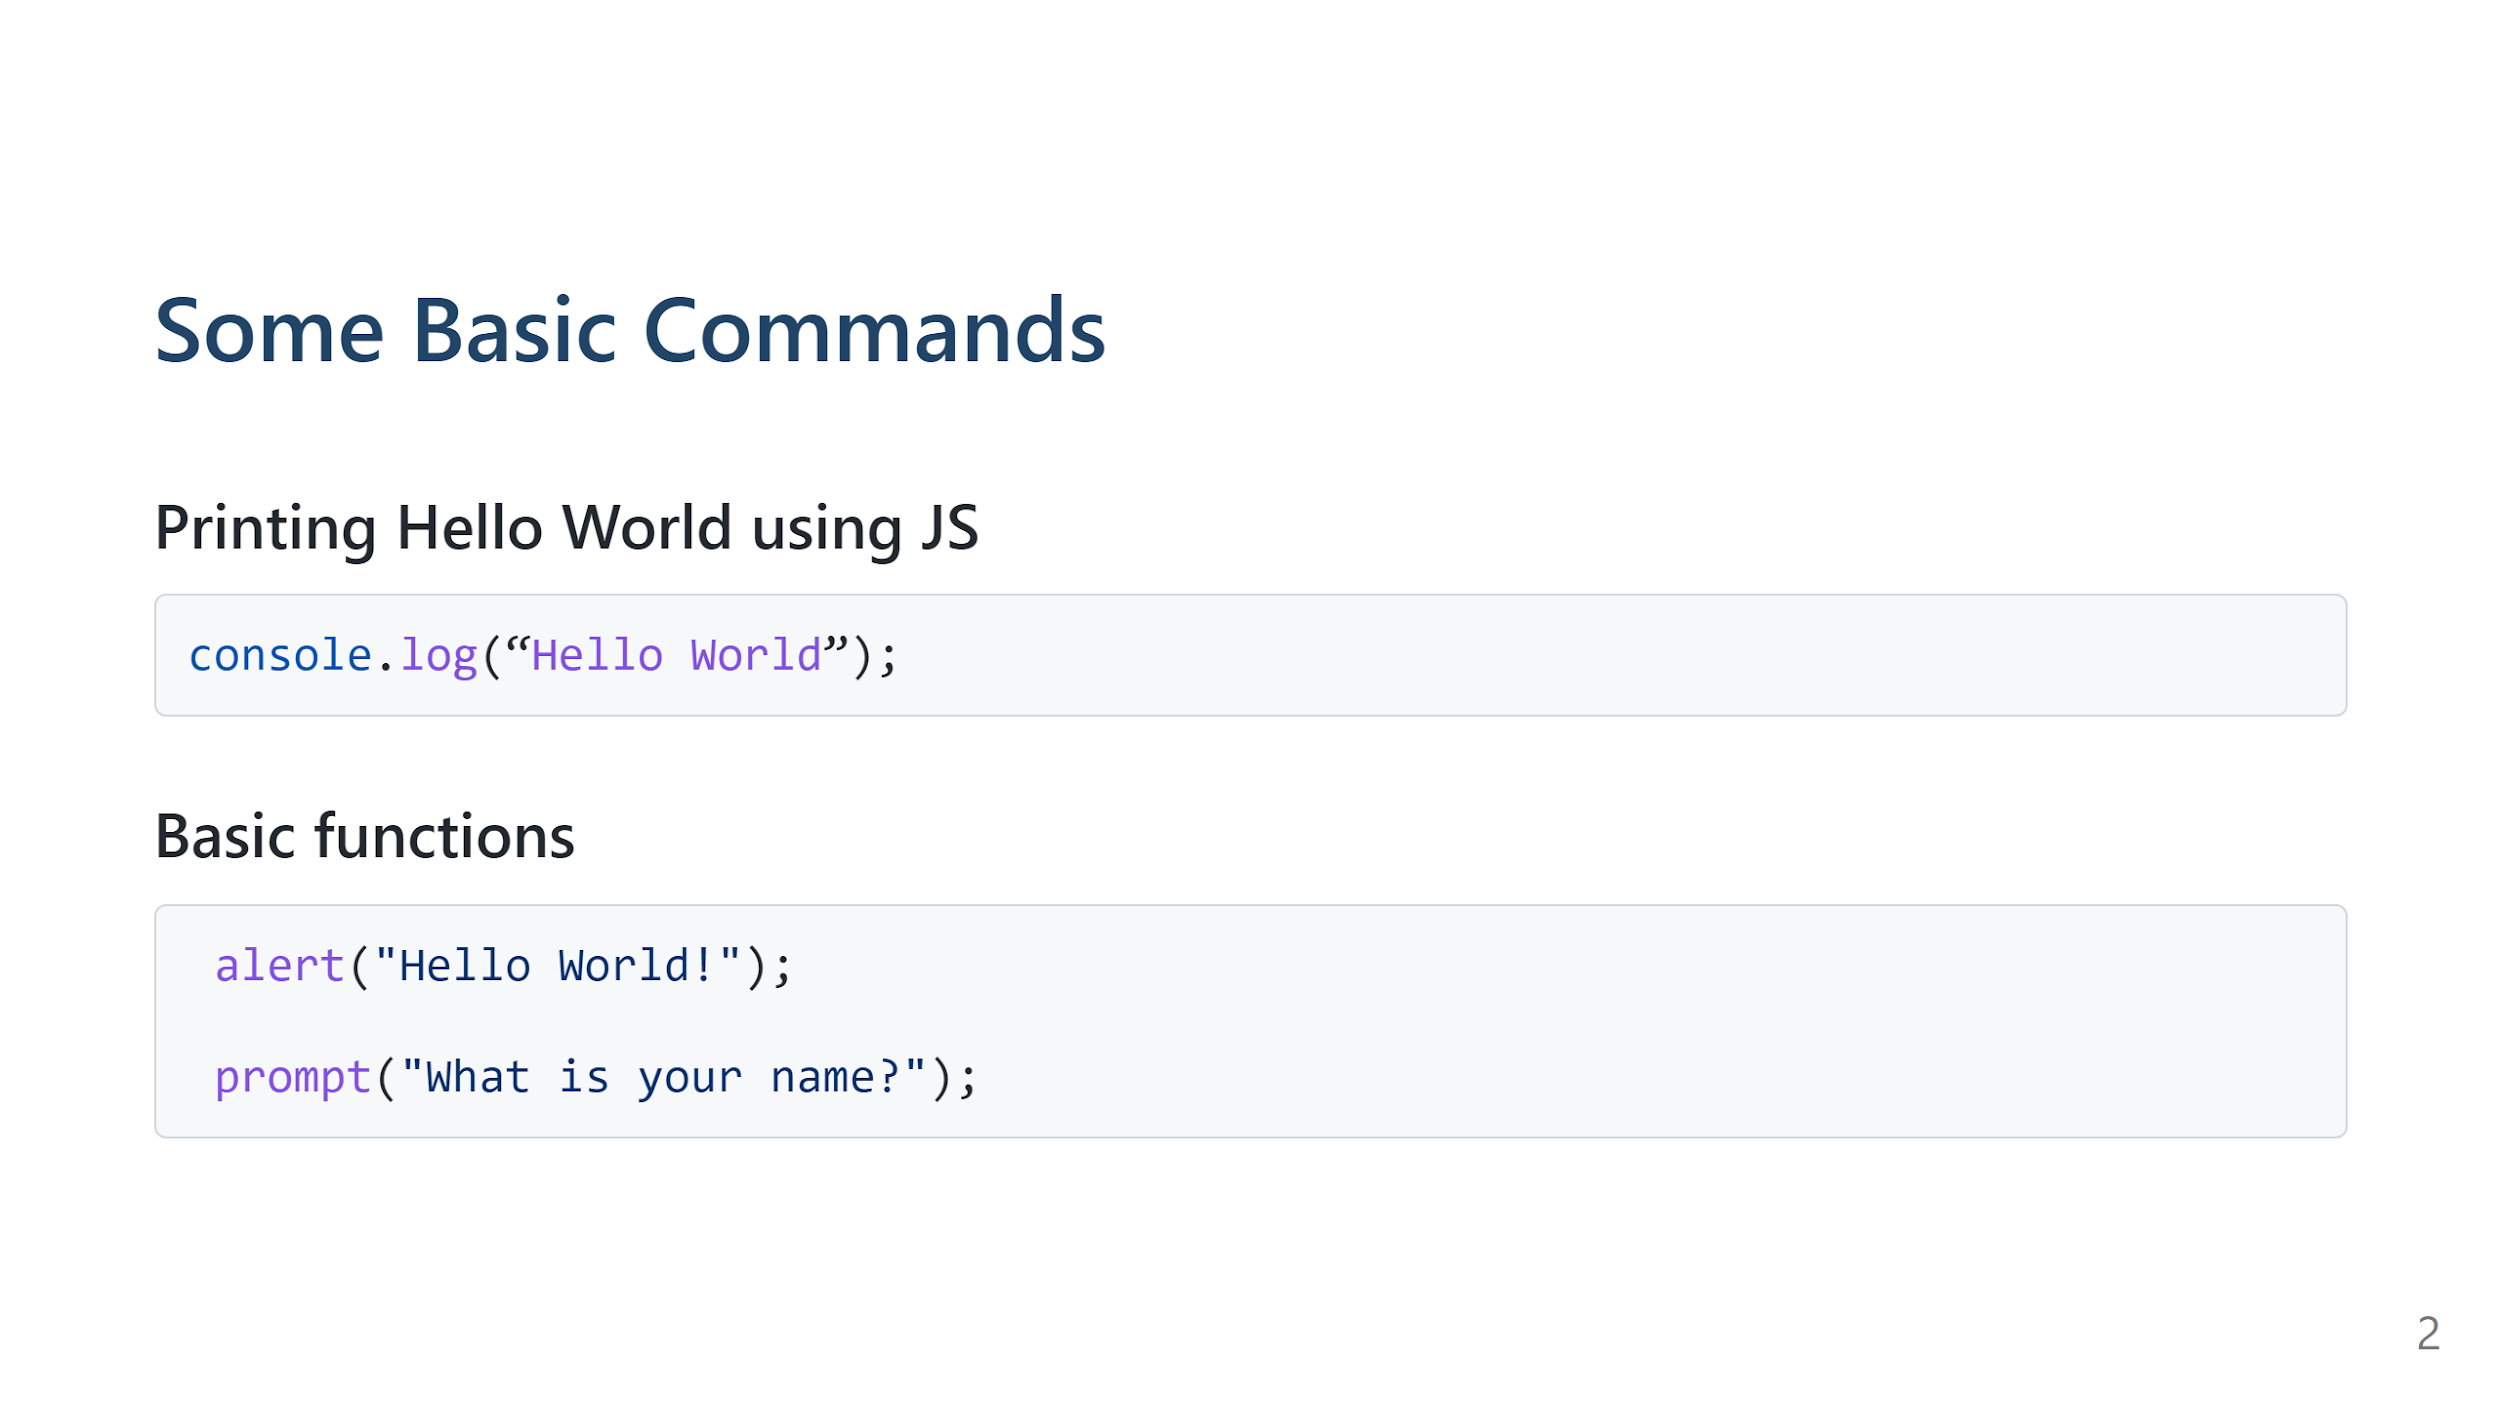 Some Basic Commands
Printing Hello World using JS
console.log(“Hello World”);
Basic functions
alert("Hello World!");
prompt("What is your name?");
2